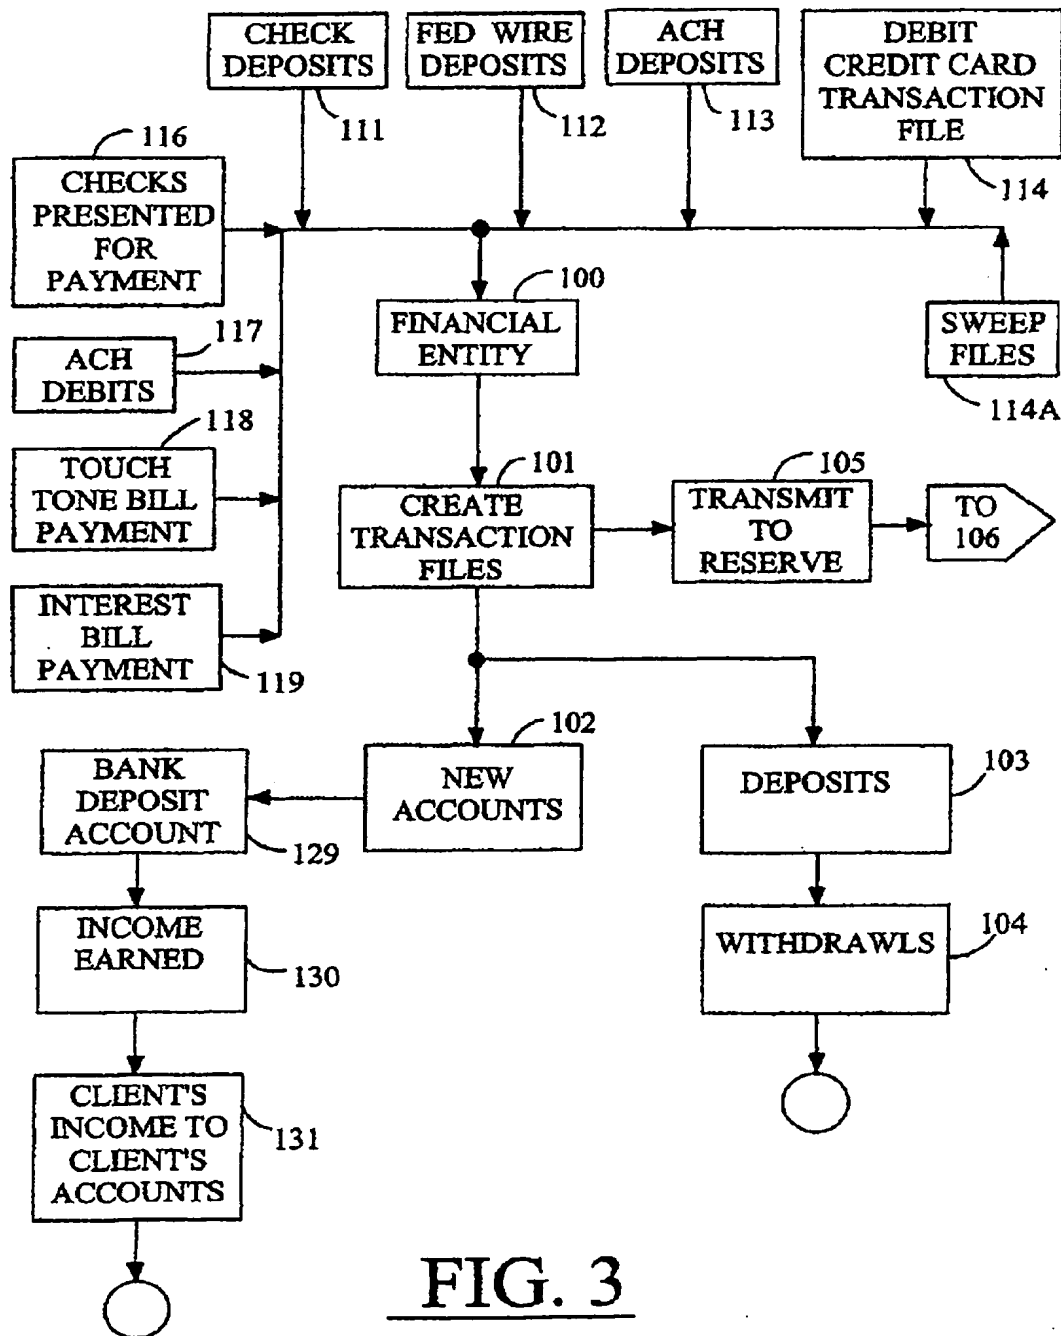 CHECK
DEPOSITS
111
FED WIRE
DEPOSITS
112
ACH
DEPOSITS
113
DEBIT
CREDIT CARD
TRANSACTION
FILE
114
116
CHECKS
PRESENTED
FOR
PAYMENT
100
FINANCIAL
ENTITY
SWEEP
FILES
114A
117
ACH
DEBITS
118
TOUCH
TONE BILL
PAYMENT
101
CREATE
TRANSACTION
FILES
105
TRANSMIT
TO
RESERVE
TO
106
INTEREST
BILL
PAYMENT
119
102
NEW
ACCOUNTS
DEPOSITS
103
BANK
DEPOSIT
ACCOUNT
129
INCOME
EARNED
130
WITHDRAWLS
104
CLIENT'S
INCOME TO
CLIENT'S
ACCOUNTS
131
FIG. 3